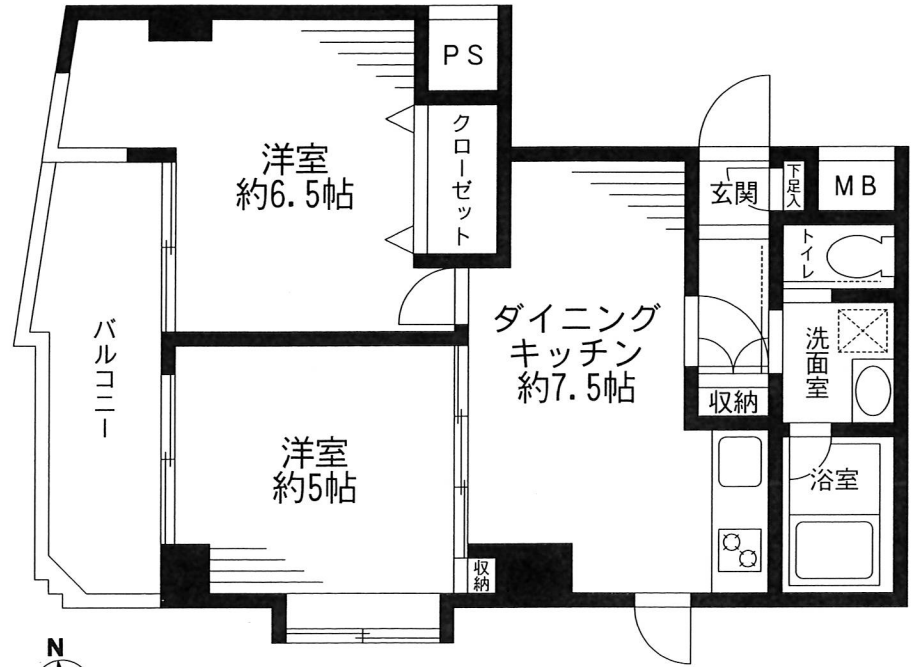 PS
クローゼット
洋室
約6.5帖
玄関
下足入
MB
トイレ
ダイニング
キッチン
約7.5帖
洗面室
バルコニー
収納
洋室
約5帖
浴室
収納
N